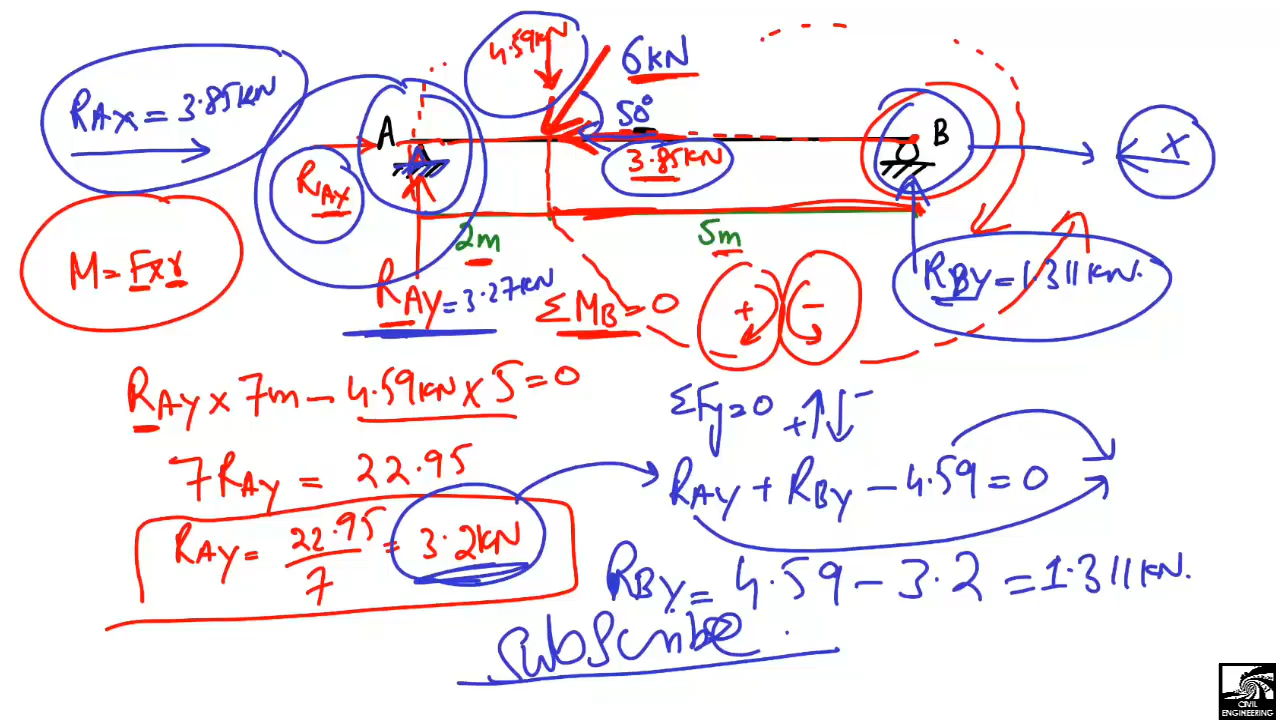 4.59KN
6KN
RAX = 3.85KN
50°
A
B
X
3.85KN
RAX
2m
5m
M = F x r
RAY = 3.27KN
ΣMB = 0
+
−
RBY = 1.311KN.
RAY x 7m − 4.59KN x 5 = 0
ΣFy = 0 + ↑↓ −
7RAY = 22.95
RAY + RBY − 4.59 = 0
RAY = 22.95/7 = 3.2KN
RBY = 4.59 − 3.2 = 1.311KN.
subscribe
CIVIL
ENGINEERING